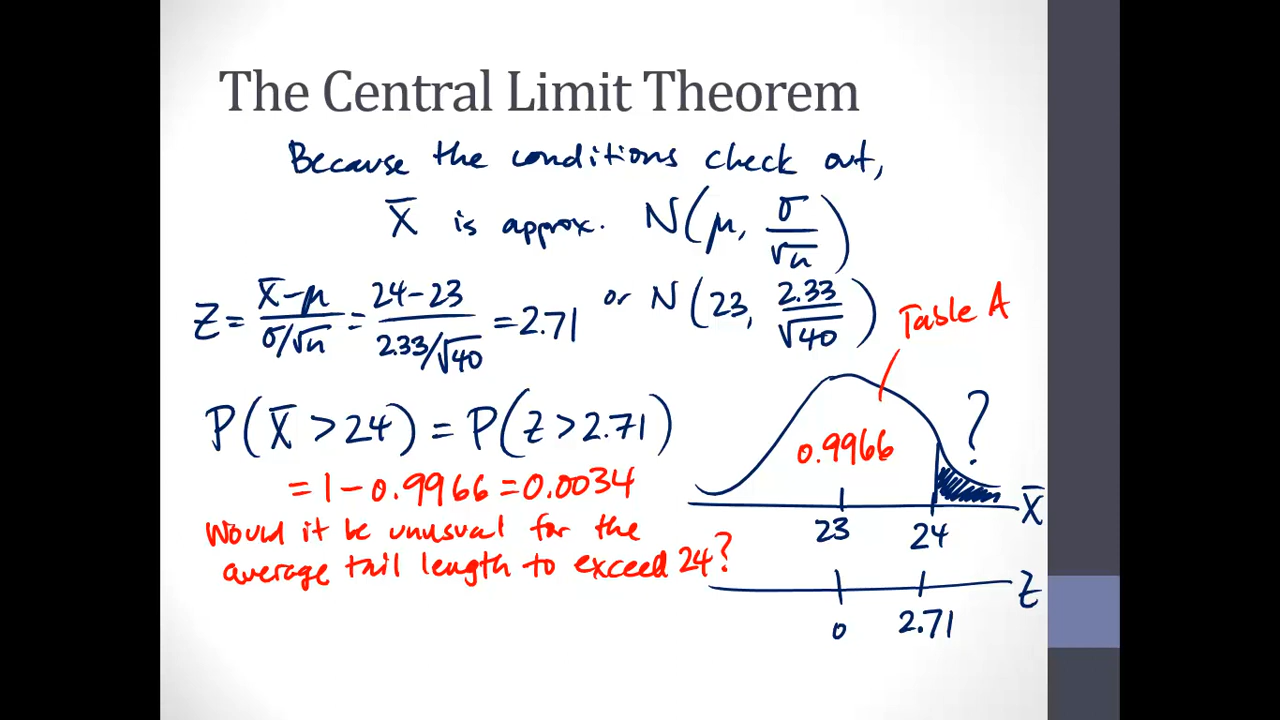 The Central Limit Theorem
Because the conditions check out,
X̄ is approx. N(μ, σ/√n)
Z = (X̄-μ)/(σ/√n) = (24-23)/(2.33/√40) = 2.71
or N(23, 2.33/√40)
Table A
P(X̄ > 24) = P(Z > 2.71)
= 1 - 0.9966 = 0.0034
Would it be unusual for the
average tail length to exceed 24?
0.9966
?
23 24 X̄
Z
0 2.71